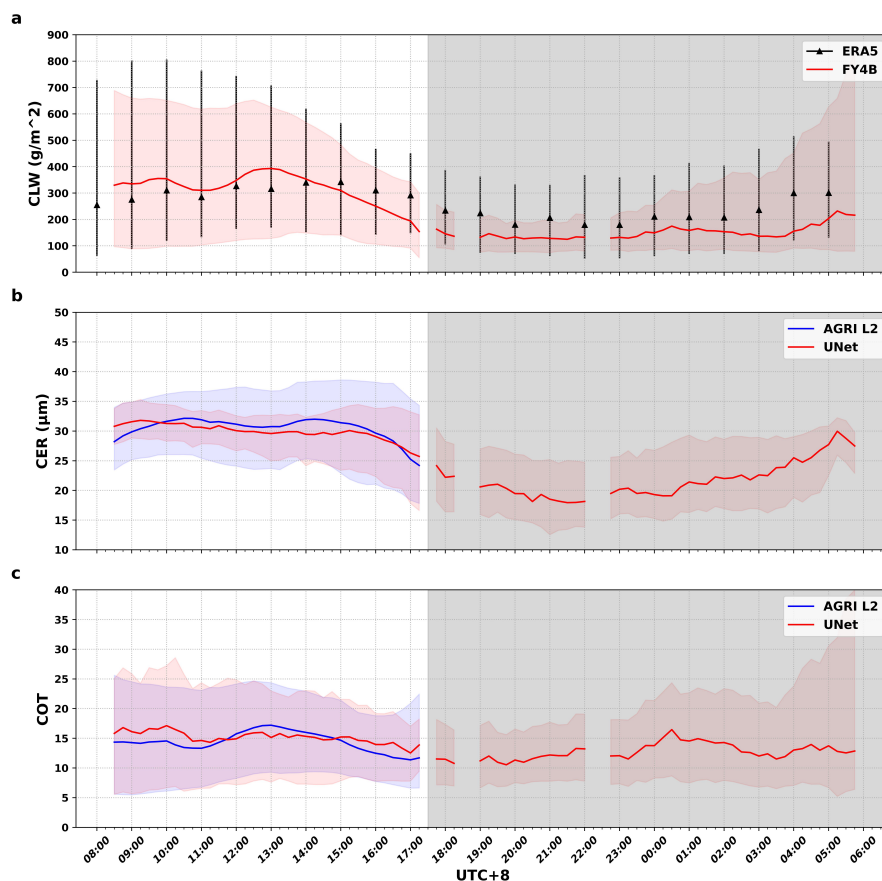 a
900
800
700
600
500
400
300
200
100
0
CLW (g/m^2)
ERA5
FY4B
b
50
45
40
35
30
25
20
15
10
CER (μm)
AGRI L2
UNet
c
40
35
30
25
20
15
10
5
0
COT
AGRI L2
UNet
08:00 09:00 10:00 11:00 12:00 13:00 14:00 15:00 16:00 17:00 18:00 19:00 20:00 21:00 22:00 23:00 00:00 01:00 02:00 03:00 04:00 05:00 06:00
UTC+8